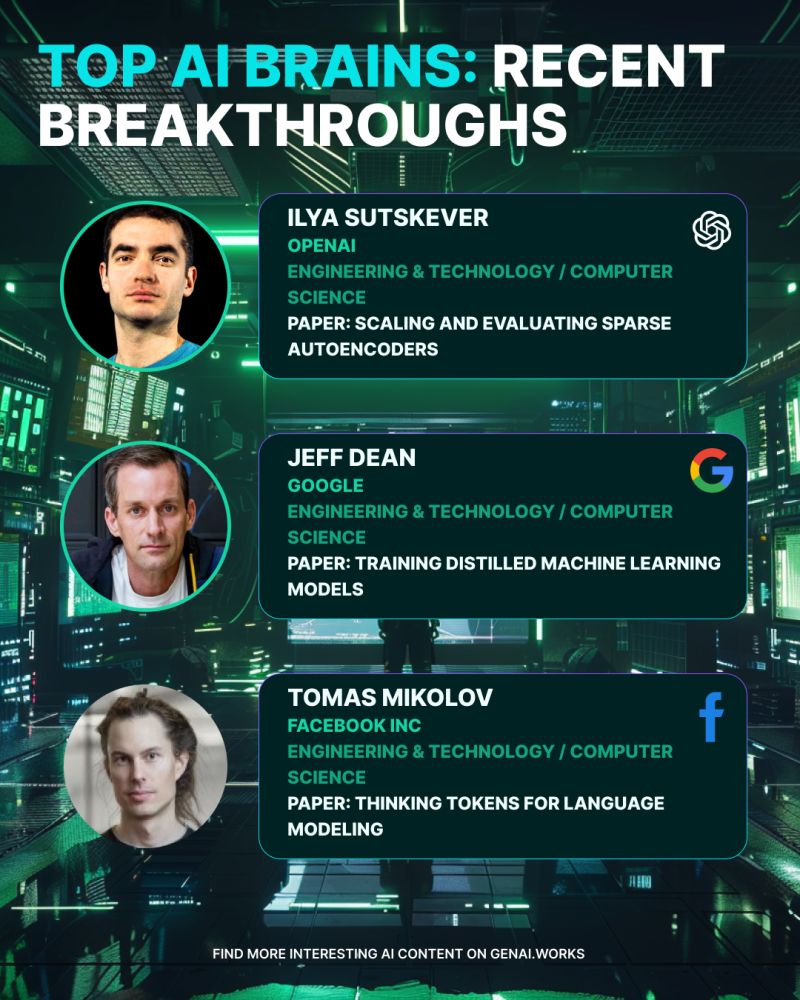 TOP AI BRAINS: RECENT
BREAKTHROUGHS
ILYA SUTSKEVER
OPENAI
ENGINEERING & TECHNOLOGY / COMPUTER
SCIENCE
PAPER: SCALING AND EVALUATING SPARSE
AUTOENCODERS
JEFF DEAN
GOOGLE
ENGINEERING & TECHNOLOGY / COMPUTER
SCIENCE
PAPER: TRAINING DISTILLED MACHINE LEARNING
MODELS
TOMAS MIKOLOV
FACEBOOK INC
ENGINEERING & TECHNOLOGY / COMPUTER
SCIENCE
PAPER: THINKING TOKENS FOR LANGUAGE
MODELING
FIND MORE INTERESTING AI CONTENT ON GENAI.WORKS